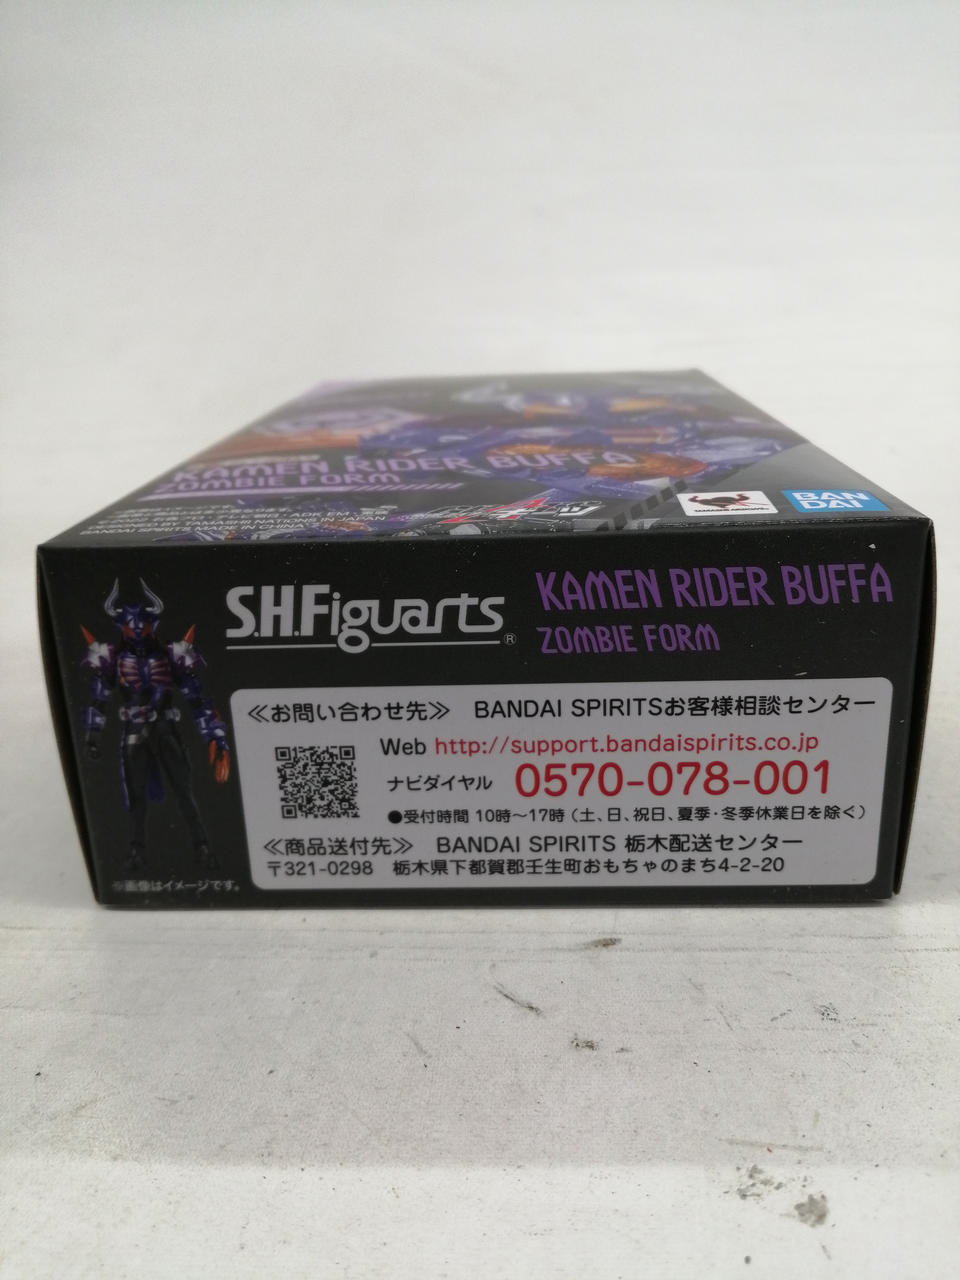 KAMEN RIDER BUFFA
ZOMBIE FORM
TAMASHII NATIONS
BAN
DAI
S.H.Figuarts®
KAMEN RIDER BUFFA
ZOMBIE FORM
≪お問い合わせ先≫ BANDAI SPIRITSお客様相談センター
Web http://support.bandaispirits.co.jp
ナビダイヤル 0570-078-001
●受付時間 10時~17時(土、日、祝日、夏季・冬季休業日を除く)
≪商品送付先≫ BANDAI SPIRITS 栃木配送センター
〒321-0298 栃木県下都賀郡壬生町おもちゃのまち4-2-20
※画像はイメージです。